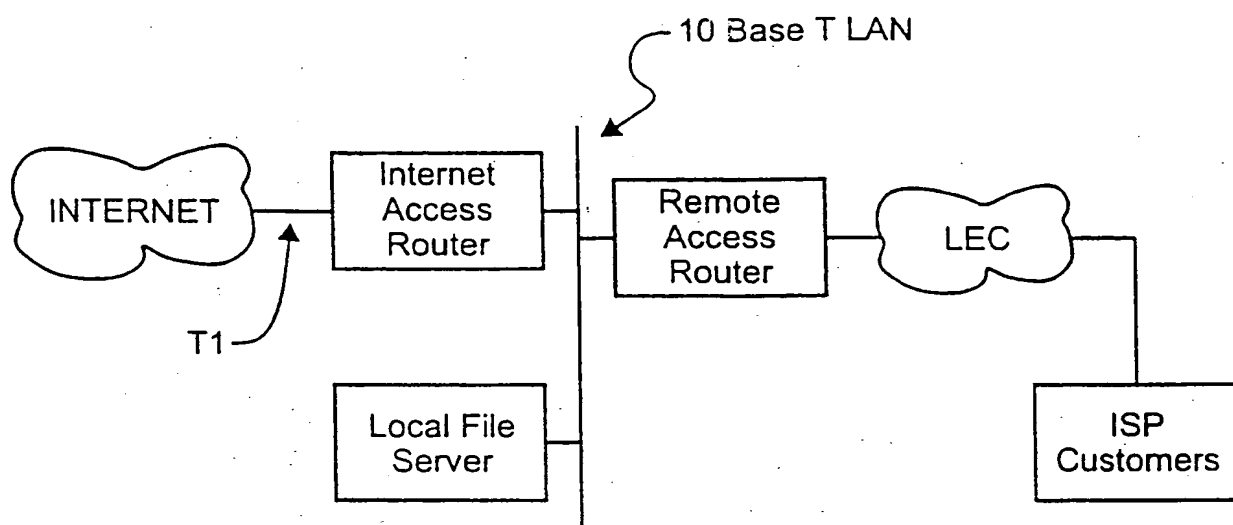 10 Base T LAN
INTERNET
Internet
Access
Router
Remote
Access
Router
LEC
T1
Local File
Server
ISP
Customers